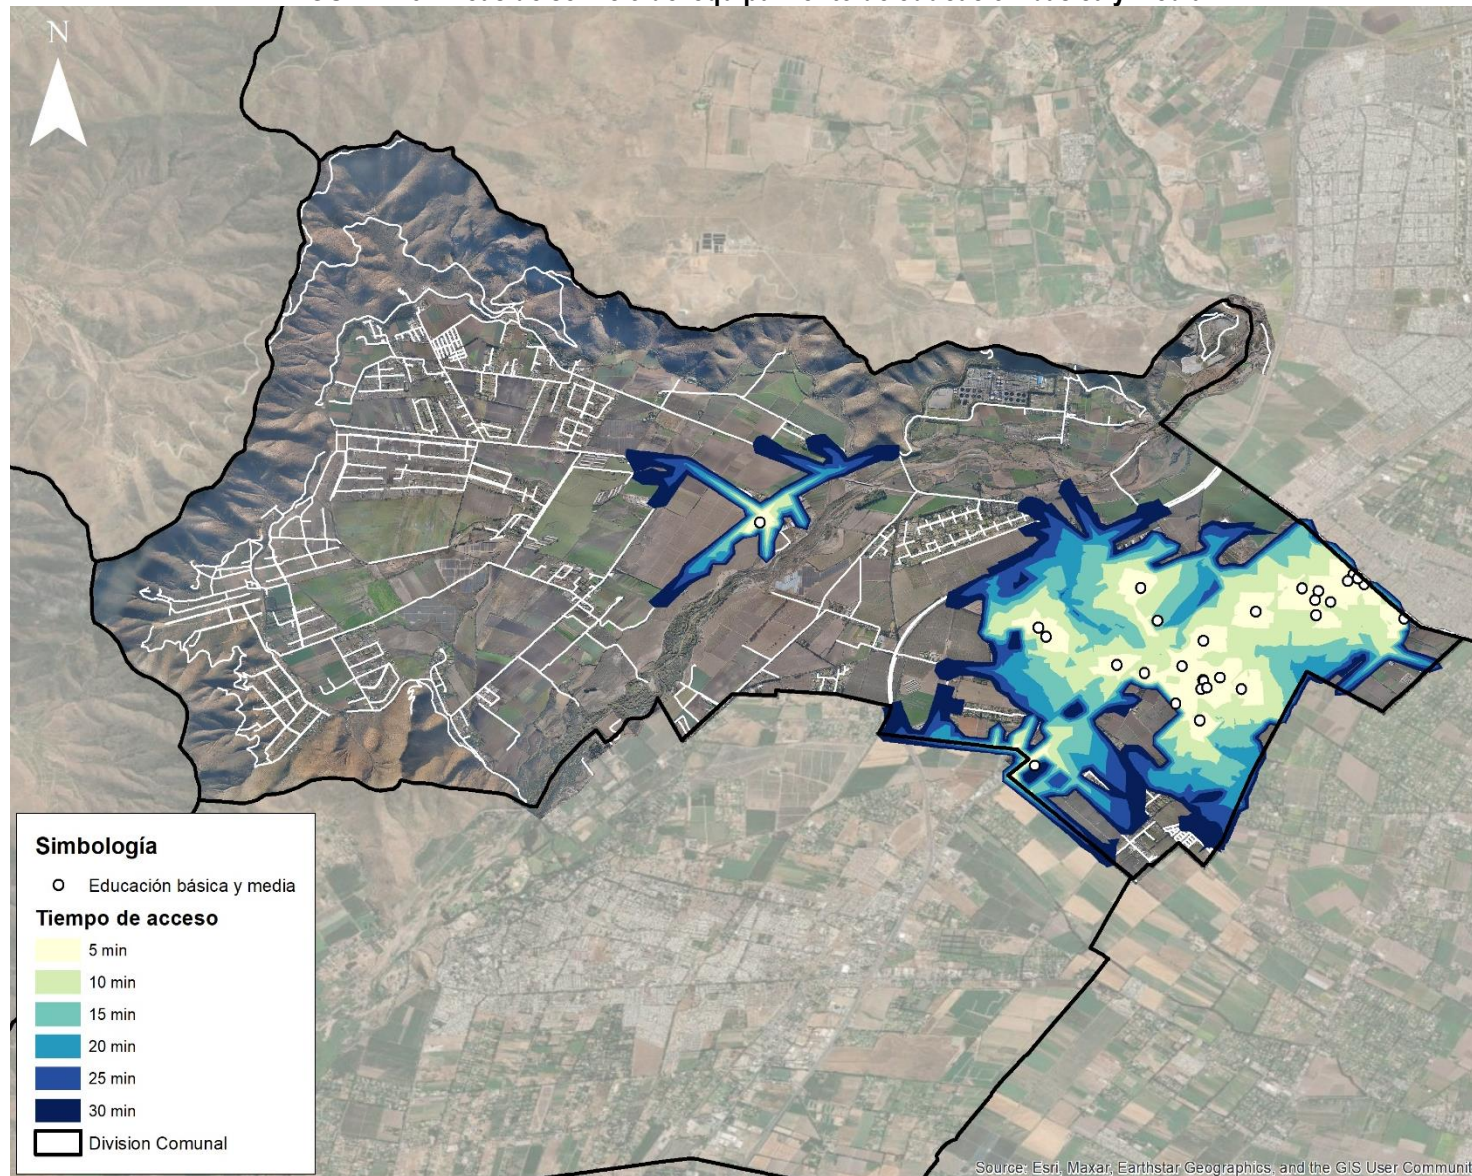 N
Simbología
Educación básica y media
Tiempo de acceso
5 min
10 min
15 min
20 min
25 min
30 min
Division Comunal
Source: Esri, Maxar, Earthstar Geographics, and the GIS User Communit